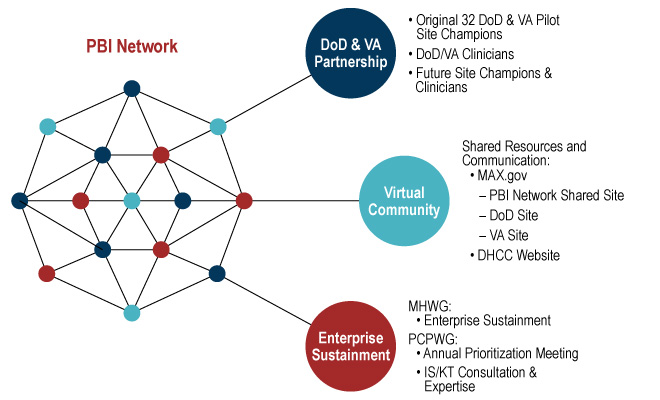 PBI Network
DoD & VA
Partnership
• Original 32 DoD & VA Pilot
Site Champions
• DoD/VA Clinicians
• Future Site Champions &
Clinicians
Virtual
Community
Shared Resources and
Communication:
• MAX.gov
– PBI Network Shared Site
– DoD Site
– VA Site
• DHCC Website
Enterprise
Sustainment
MHWG:
• Enterprise Sustainment
PCPWG:
• Annual Prioritization Meeting
• IS/KT Consultation &
Expertise